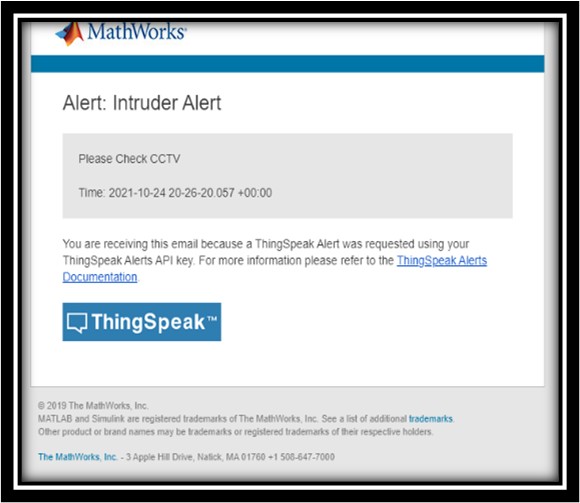 MathWorks®
Alert: Intruder Alert
Please Check CCTV
Time: 2021-10-24 20-26-20.057 +00:00
You are receiving this email because a ThingSpeak Alert was requested using your
ThingSpeak Alerts API key. For more information please refer to the ThingSpeak Alerts
Documentation.
ThingSpeak™
© 2019 The MathWorks, Inc.
MATLAB and Simulink are registered trademarks of The MathWorks, Inc. See a list of additional trademarks.
Other product or brand names may be trademarks or registered trademarks of their respective holders.
The MathWorks, Inc. - 3 Apple Hill Drive, Natick, MA 01760 +1 508-647-7000